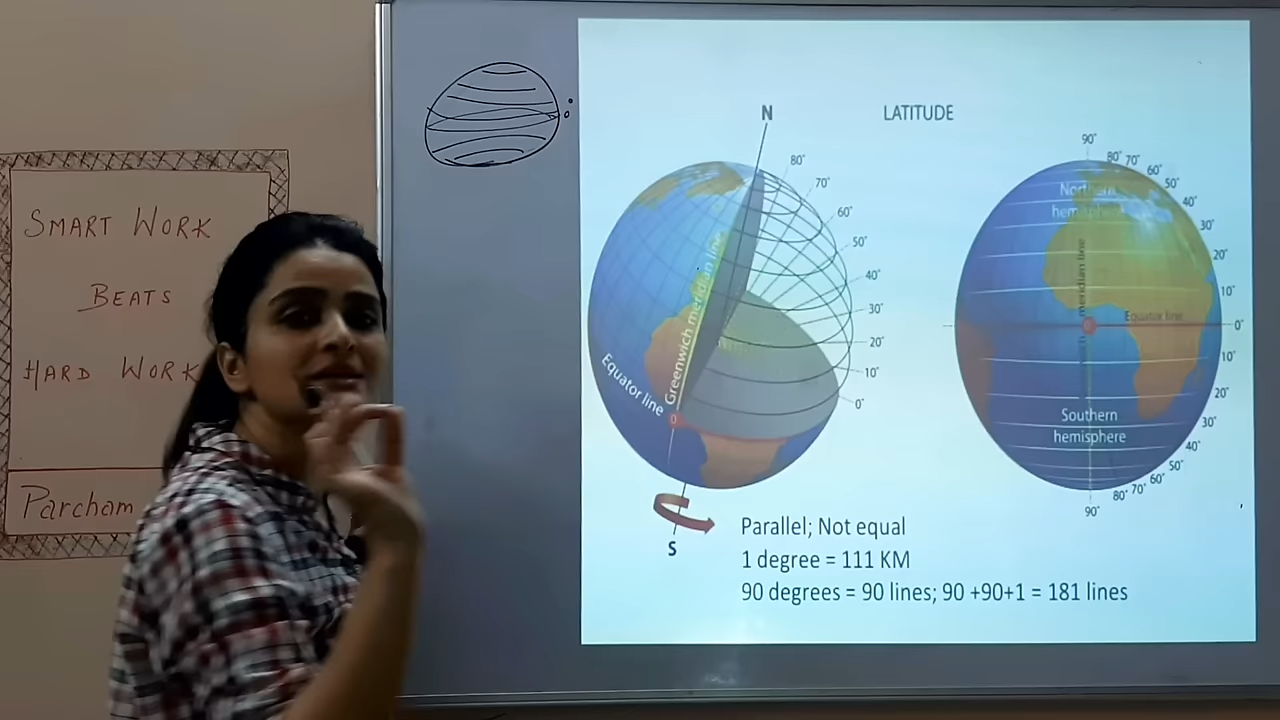 SMART WORK
BEATS
HARD WORK
Parcham
LATITUDE
N
80°
70°
60°
50°
40°
30°
20°
10°
0°
Greenwich meridian line
Equator line
0
S
90°
80°
70°
60°
50°
40°
30°
20°
10°
0°
10°
20°
30°
40°
50°
60°
70°
80°
90°
Northern
hemisphere
meridian line
Equator line
Southern
hemisphere
Parallel; Not equal
1 degree = 111 KM
90 degrees = 90 lines; 90 +90+1 = 181 lines